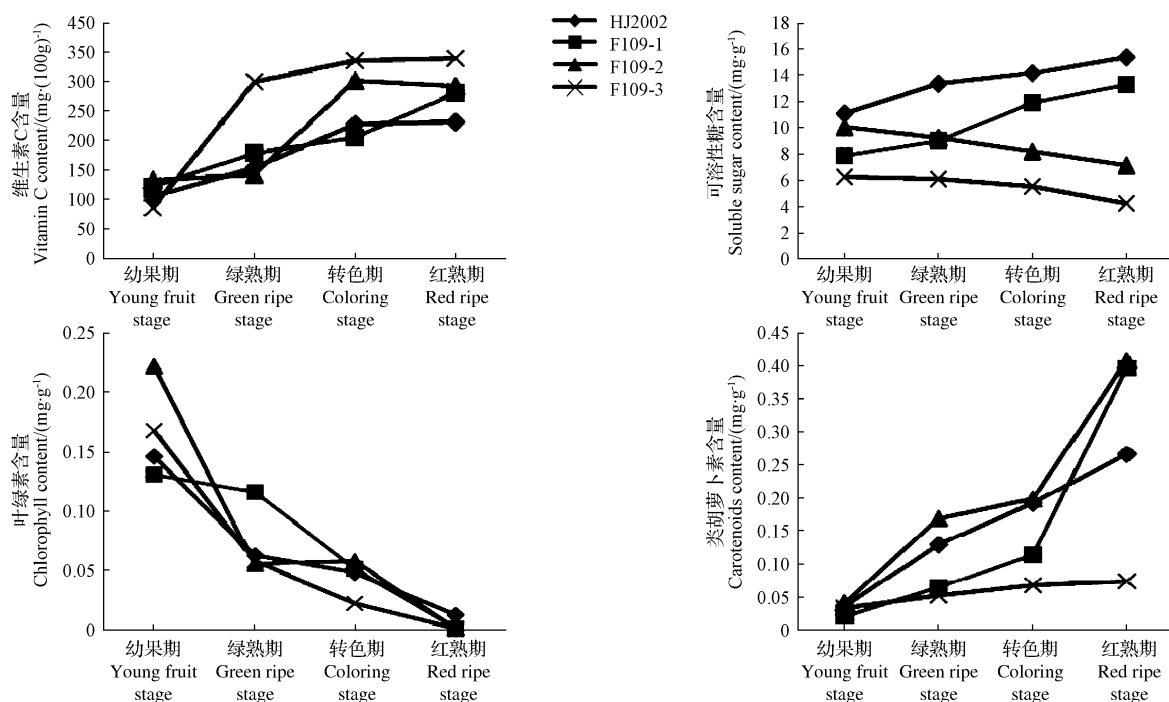 维生素C含量
Vitamin C content/(mg·(100g)⁻¹
450
400
350
300
250
200
150
100
50
0
幼果期 绿熟期 转色期 红熟期
Young fruit Green ripe Coloring Red ripe
stage stage stage stage
HJ2002
F109-1
F109-2
F109-3
可溶性糖含量
Soluble sugar content/(mg·g⁻¹)
18
16
14
12
10
8
6
4
2
0
幼果期 绿熟期 转色期 红熟期
Young fruit Green ripe Coloring Red ripe
stage stage stage stage
叶绿素含量
Chlorophyll content/(mg·g⁻¹)
0.25
0.20
0.15
0.10
0.05
0
幼果期 绿熟期 转色期 红熟期
Young fruit Green ripe Coloring Red ripe
stage stage stage stage
类胡萝卜素含量
Carotenoids content/(mg·g⁻¹)
0.45
0.40
0.35
0.30
0.25
0.20
0.15
0.10
0.05
0
幼果期 绿熟期 转色期 红熟期
Young fruit Green ripe Coloring Red ripe
stage stage stage stage